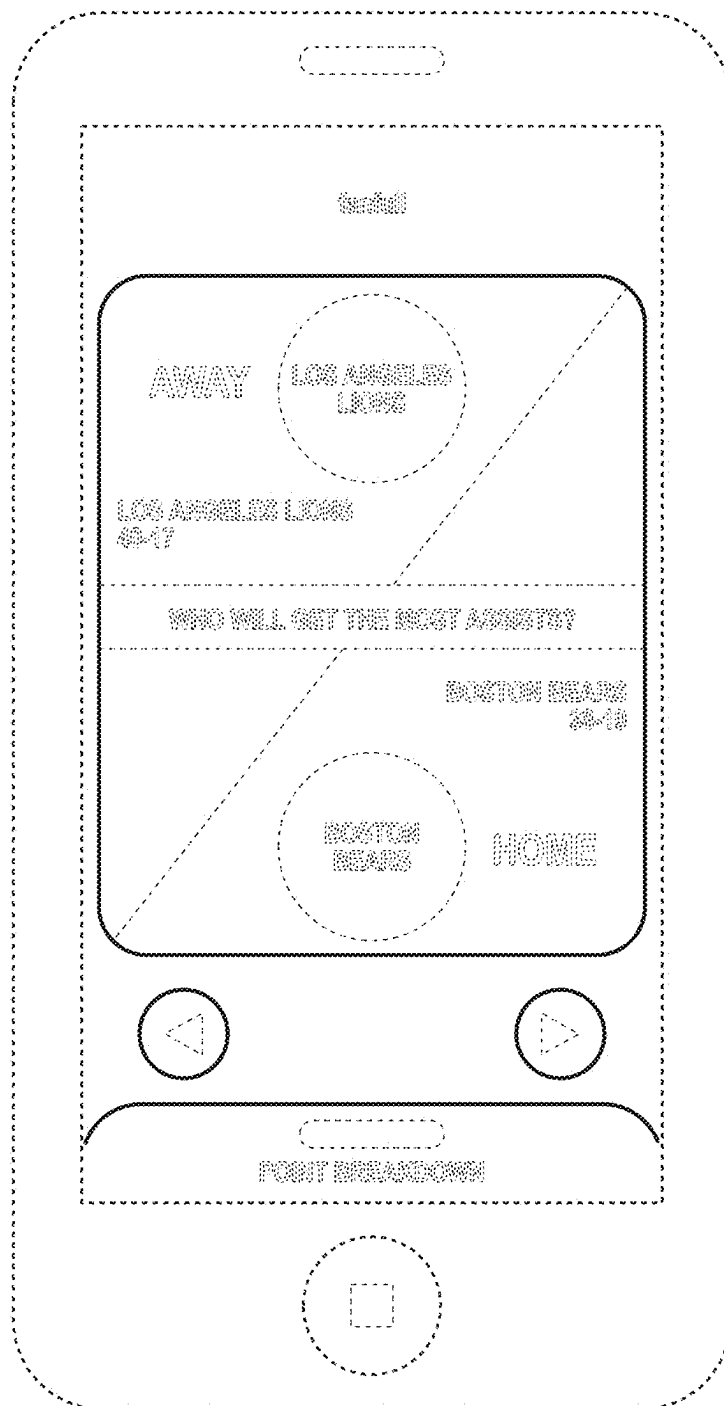 AWAY
LOS ANGELES
LIONS
LOS ANGELES LIONS
WHO WILL GET THE MOST ASSISTS?
BOSTON BEARS
BOSTON
BEARS
HOME
POINT BREAKDOWN